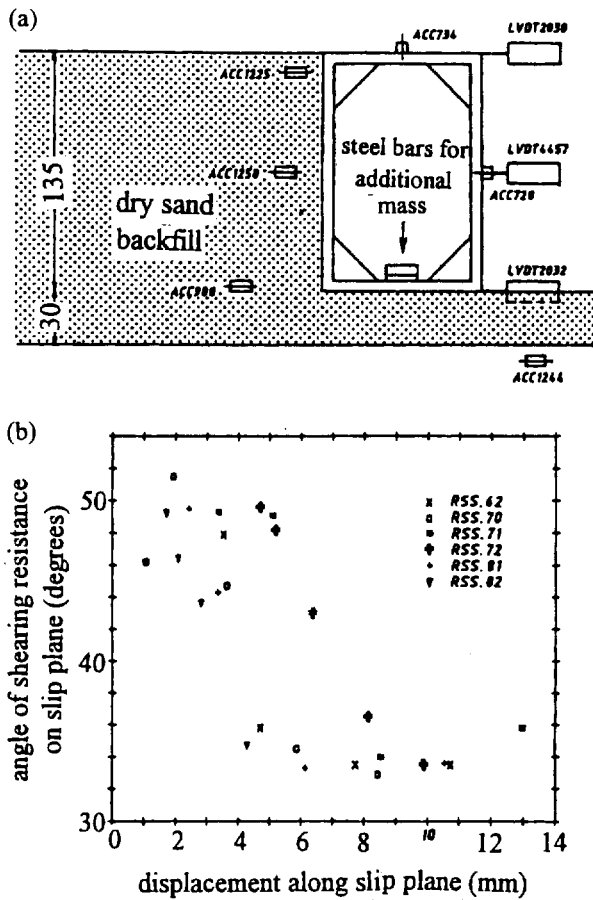 (a)
ACC734
LVDT2030
ACC1225
steel bars for
additional
mass
LVDT4457
ACC1258
ACC728
135
dry sand
backfill
LVDT2032
30
ACC1244
(b)
angle of shearing resistance
on slip plane (degrees)
50
40
30
RSS.62
RSS.70
RSS.71
RSS.72
RSS.81
RSS.82
0 2 4 6 8 10 12 14
displacement along slip plane (mm)